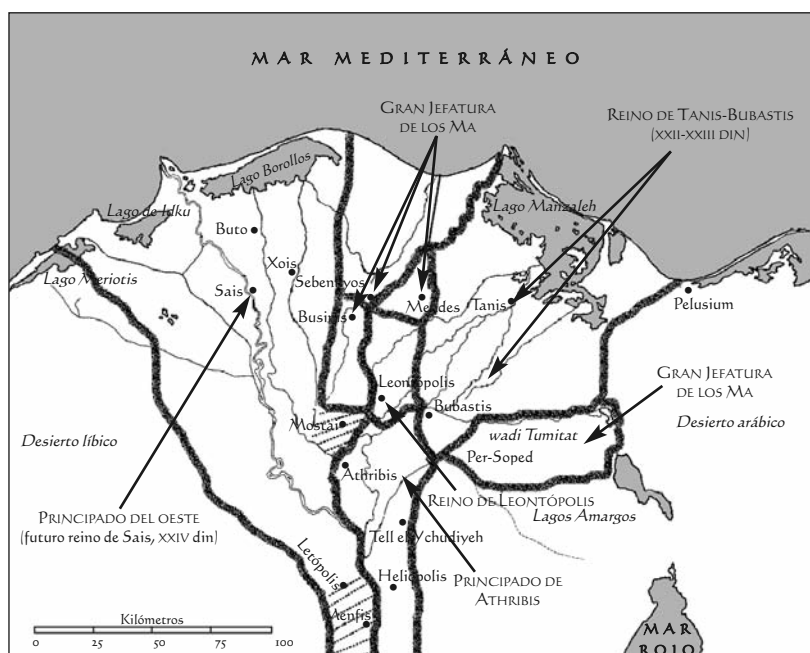 MAR MEDITERRÁNEO
GRAN JEFATURA
DE LOS MA
REINO DE TANIS-BUBASTIS
(XXII-XXIII DIN)
Lago Borollos
Lago de Idku
Lago Manzaleh
Buto
Xois
Lago Meriotis
Sais
Sebenityos
Mendes
Tanis
Pelusium
Busiris
GRAN JEFATURA
DE LOS MA
Leontópolis
Bubastis
Desierto arábico
Mostai
wadi Tumitat
Desierto líbico
Per-Soped
Athribis
REINO DE LEONTÓPOLIS
Lagos Amargos
PRINCIPADO DEL OESTE
(futuro reino de Sais, XXIV din)
Tell el Ychudiyeh
Letópolis
Heliópolis
PRINCIPADO DE
ATHRIBIS
Kilómetros
0 25 50 75 100
MAR
ROJO